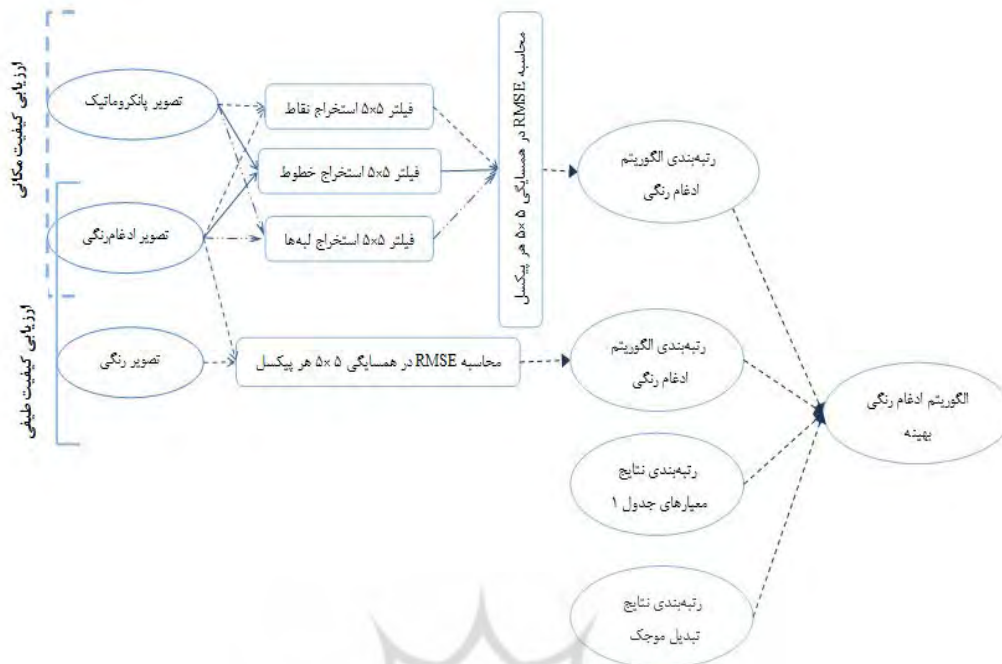 ارزیابی کیفیت مکانی
تصویر پانکروماتیک
فیلتر ۵×۵ استخراج نقاط
فیلتر ۵×۵ استخراج خطوط
فیلتر ۵×۵ استخراج لبه‌ها
محاسبه RMSE در همسایگی ۵×۵ هر پیکسل
رتبه‌بندی الگوریتم
ادغام رنگی
تصویر ادغام‌رنگی
ارزیابی کیفیت طیفی
تصویر رنگی
محاسبه RMSE در همسایگی ۵×۵ هر پیکسل
رتبه‌بندی الگوریتم
ادغام رنگی
الگوریتم ادغام رنگی
بهینه
رتبه‌بندی نتایج
معیارهای جدول ۱
رتبه‌بندی نتایج
تبدیل موجک